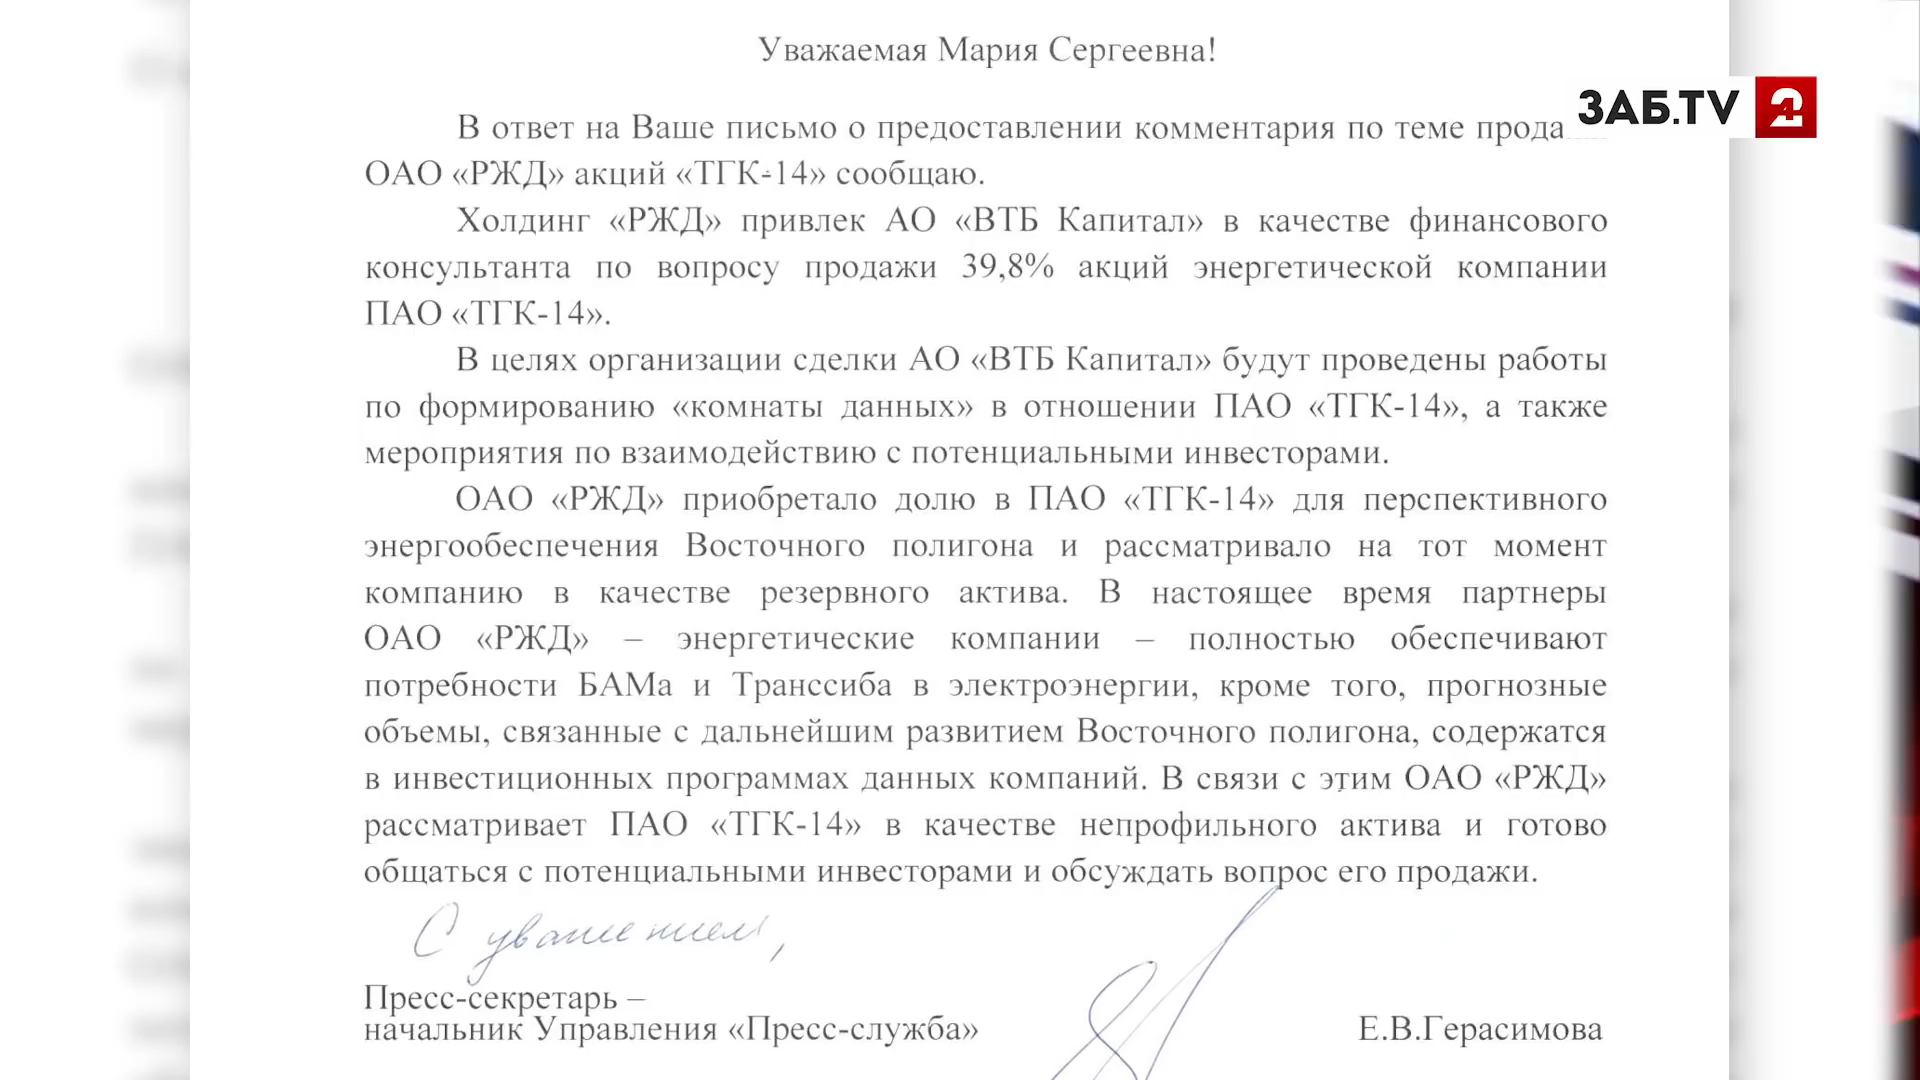 Уважаемая Мария Сергеевна!
ЗАБ.TV 24
В ответ на Ваше письмо о предоставлении комментария по теме
ОАО «РЖД» акций «ТГК-14» сообщаю.
Холдинг «РЖД» привлек АО «ВТБ Капитал» в качестве финансового
консультанта по вопросу продажи 39,8% акций энергетической компании
ПАО «ТГК-14».
В целях организации сделки АО «ВТБ Капитал» будут проведены работы
по формированию «комнаты данных» в отношении ПАО «ТГК-14», а также
мероприятия по взаимодействию с потенциальными инвесторами.
ОАО «РЖД» приобретало долю в ПАО «ТГК-14» для перспективного
энергообеспечения Восточного полигона и рассматривало на тот момент
компанию в качестве резервного актива. В настоящее время партнеры
ОАО «РЖД» – энергетические компании – полностью обеспечивают
потребности БАМа и Транссиба в электроэнергии, кроме того, прогнозные
объемы, связанные с дальнейшим развитием Восточного полигона, содержатся
в инвестиционных программах данных компаний. В связи с этим ОАО «РЖД»
рассматривает ПАО «ТГК-14» в качестве непрофильного актива и готово
общаться с потенциальными инвесторами и обсуждать вопрос его продажи.
С уважением,
Пресс-секретарь –
начальник Управления «Пресс-служба» Е.В.Герасимова